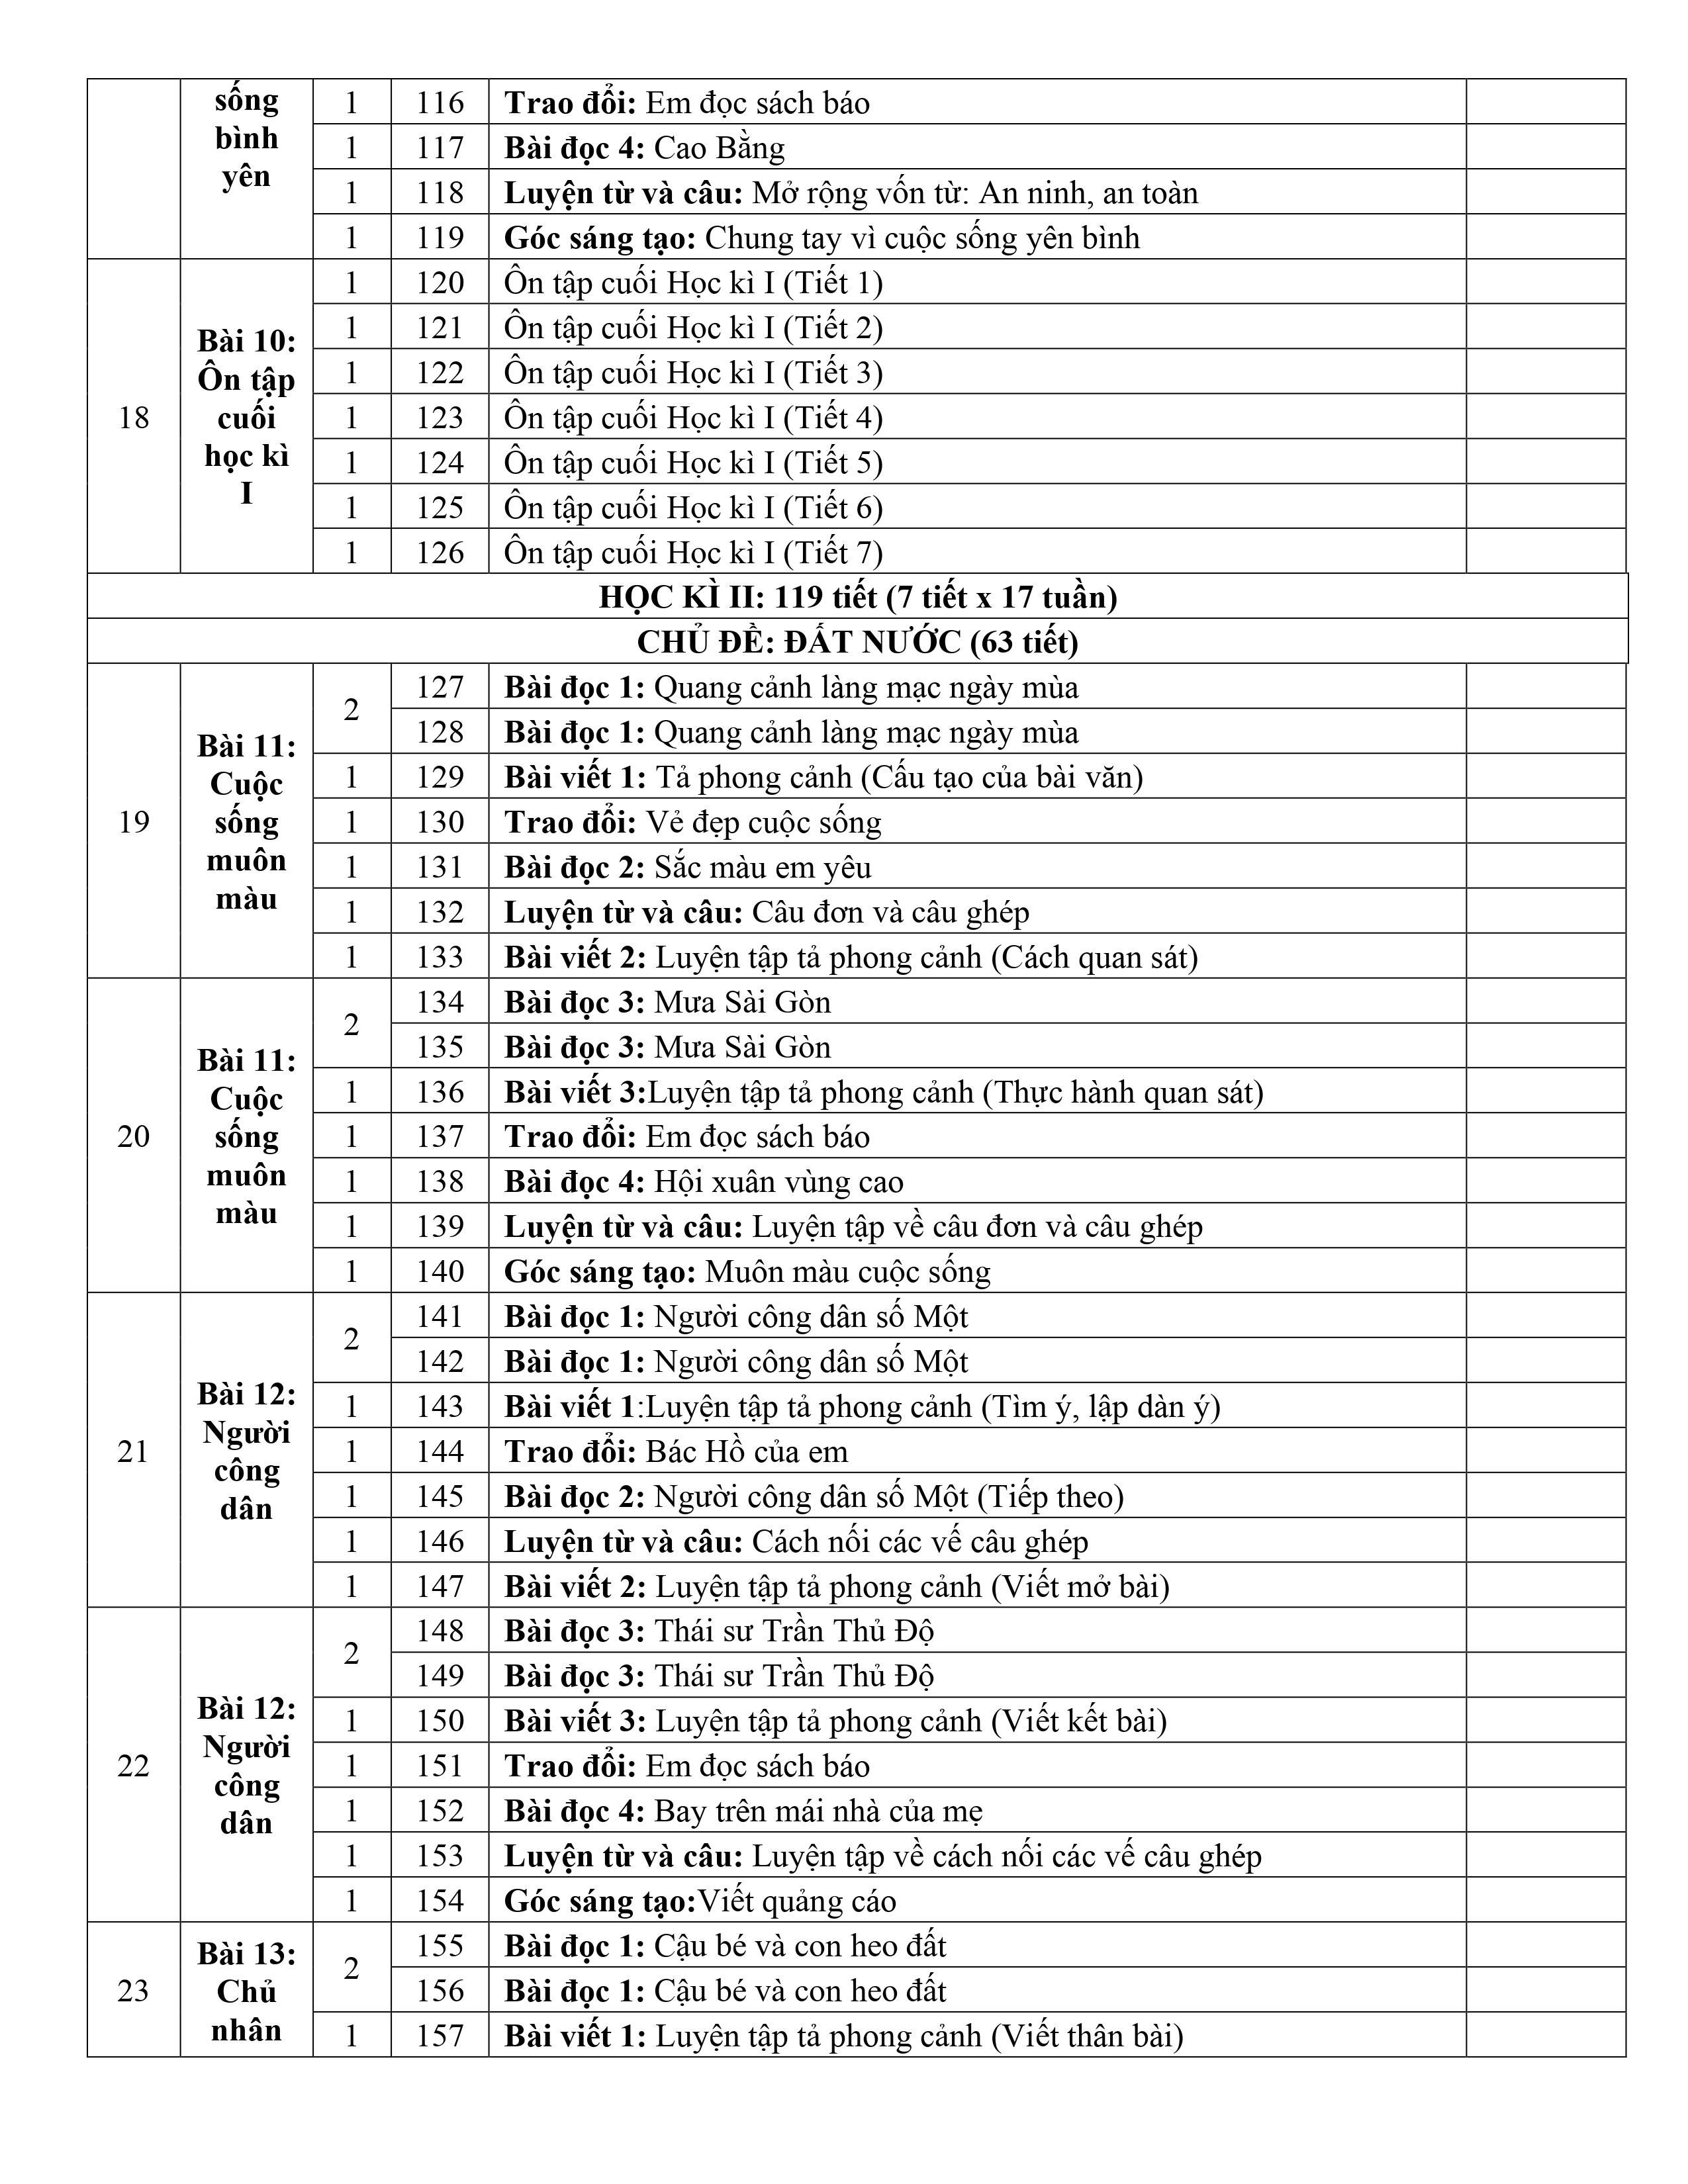 sống
bình
yên
1 116 Trao đổi: Em đọc sách báo
1 117 Bài đọc 4: Cao Bằng
1 118 Luyện từ và câu: Mở rộng vốn từ: An ninh, an toàn
1 119 Góc sáng tạo: Chung tay vì cuộc sống yên bình
18
Bài 10:
Ôn tập
cuối
học kì
I
1 120 Ôn tập cuối Học kì I (Tiết 1)
1 121 Ôn tập cuối Học kì I (Tiết 2)
1 122 Ôn tập cuối Học kì I (Tiết 3)
1 123 Ôn tập cuối Học kì I (Tiết 4)
1 124 Ôn tập cuối Học kì I (Tiết 5)
1 125 Ôn tập cuối Học kì I (Tiết 6)
1 126 Ôn tập cuối Học kì I (Tiết 7)
HỌC KÌ II: 119 tiết (7 tiết x 17 tuần)
CHỦ ĐỀ: ĐẤT NƯỚC (63 tiết)
19
Bài 11:
Cuộc
sống
muôn
màu
2 127 Bài đọc 1: Quang cảnh làng mạc ngày mùa
128 Bài đọc 1: Quang cảnh làng mạc ngày mùa
1 129 Bài viết 1: Tả phong cảnh (Cấu tạo của bài văn)
1 130 Trao đổi: Vẻ đẹp cuộc sống
1 131 Bài đọc 2: Sắc màu em yêu
1 132 Luyện từ và câu: Câu đơn và câu ghép
1 133 Bài viết 2: Luyện tập tả phong cảnh (Cách quan sát)
20
Bài 11:
Cuộc
sống
muôn
màu
2 134 Bài đọc 3: Mưa Sài Gòn
135 Bài đọc 3: Mưa Sài Gòn
1 136 Bài viết 3:Luyện tập tả phong cảnh (Thực hành quan sát)
1 137 Trao đổi: Em đọc sách báo
1 138 Bài đọc 4: Hội xuân vùng cao
1 139 Luyện từ và câu: Luyện tập về câu đơn và câu ghép
1 140 Góc sáng tạo: Muôn màu cuộc sống
21
Bài 12:
Người
công
dân
2 141 Bài đọc 1: Người công dân số Một
142 Bài đọc 1: Người công dân số Một
1 143 Bài viết 1:Luyện tập tả phong cảnh (Tìm ý, lập dàn ý)
1 144 Trao đổi: Bác Hồ của em
1 145 Bài đọc 2: Người công dân số Một (Tiếp theo)
1 146 Luyện từ và câu: Cách nối các vế câu ghép
1 147 Bài viết 2: Luyện tập tả phong cảnh (Viết mở bài)
22
Bài 12:
Người
công
dân
2 148 Bài đọc 3: Thái sư Trần Thủ Độ
149 Bài đọc 3: Thái sư Trần Thủ Độ
1 150 Bài viết 3: Luyện tập tả phong cảnh (Viết kết bài)
1 151 Trao đổi: Em đọc sách báo
1 152 Bài đọc 4: Bay trên mái nhà của mẹ
1 153 Luyện từ và câu: Luyện tập về cách nối các vế câu ghép
1 154 Góc sáng tạo:Viết quảng cáo
23
Bài 13:
Chủ
nhân
2 155 Bài đọc 1: Cậu bé và con heo đất
156 Bài đọc 1: Cậu bé và con heo đất
1 157 Bài viết 1: Luyện tập tả phong cảnh (Viết thân bài)